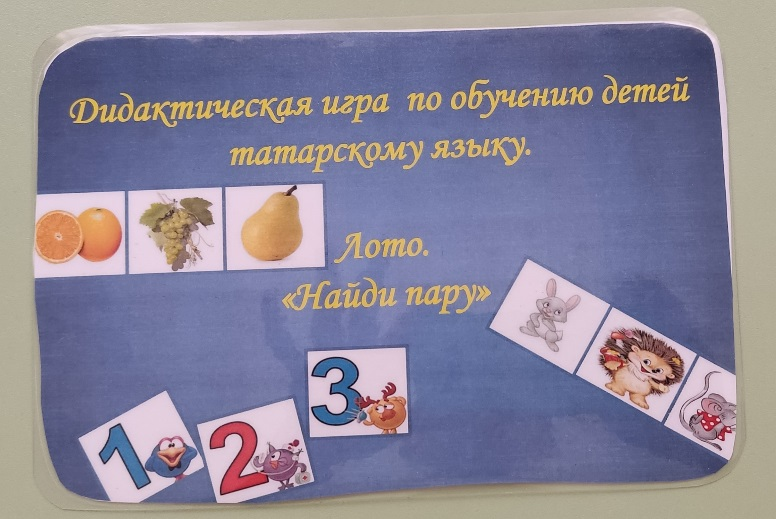 Дидактическая игра по обучению детей
татарскому языку.
Лото.
«Найди пару»
1
2
3